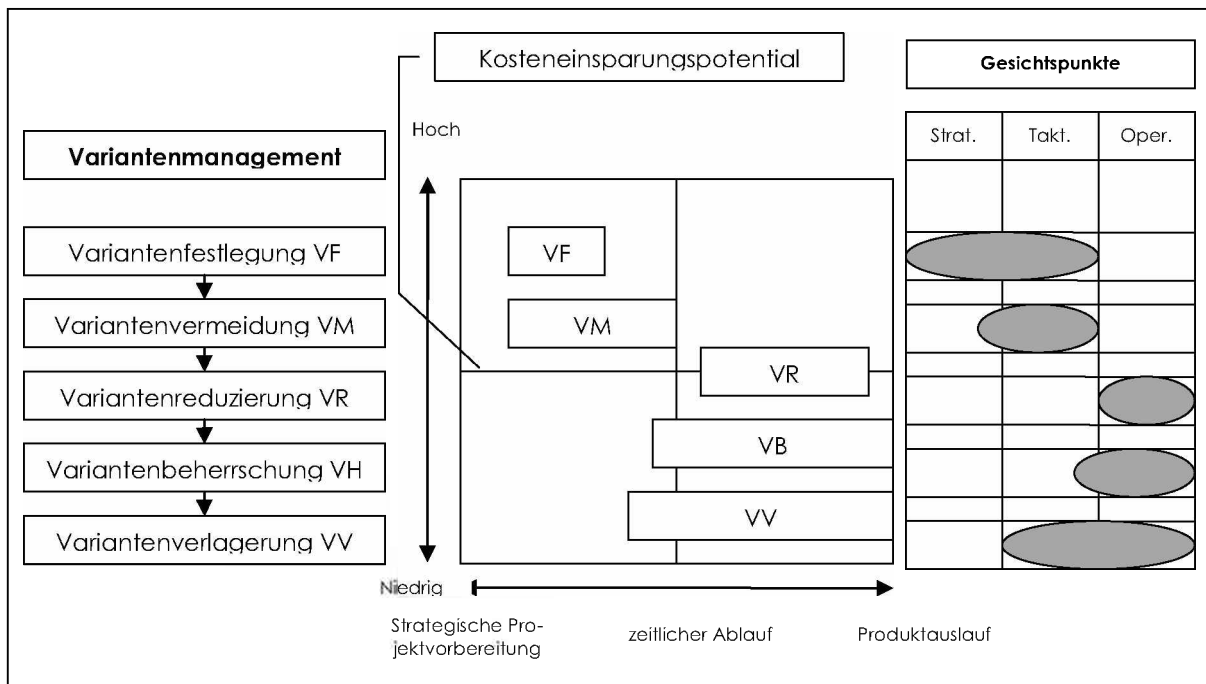 Kosteneinsparungspotential
Gesichtspunkte
Hoch
Strat.
Takt.
Oper.
Variantenmanagement
Variantenfestlegung VF
Variantenvermeidung VM
Variantenreduzierung VR
Variantenbeherrschung VH
Variantenverlagerung VV
VF
VM
VR
VB
VV
Niedrig
Strategische Pro-
jektvorbereitung
zeitlicher Ablauf
Produktauslauf